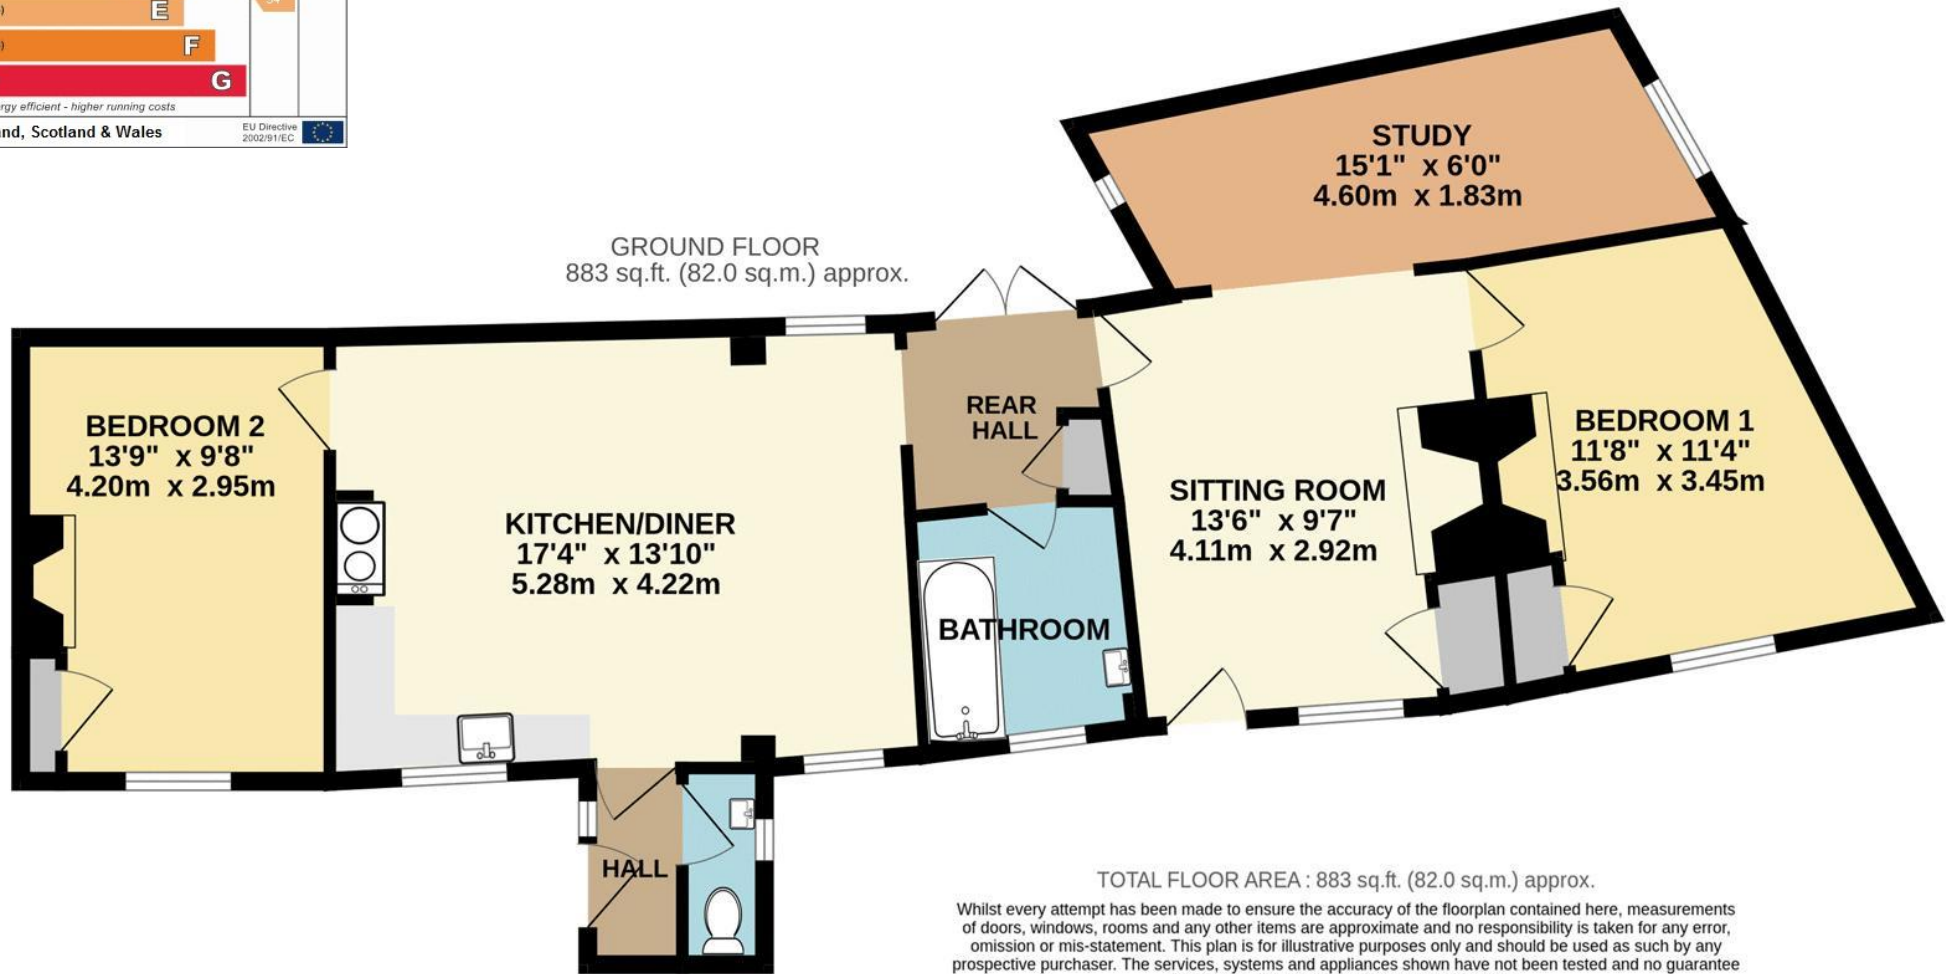 E
F
G
rgy efficient - higher running costs
nd, Scotland & Wales
EU Directive
2002/91/EC
GROUND FLOOR
883 sq.ft. (82.0 sq.m.) approx.
STUDY
15'1" x 6'0"
4.60m x 1.83m
BEDROOM 2
13'9" x 9'8"
4.20m x 2.95m
KITCHEN/DINER
17'4" x 13'10"
5.28m x 4.22m
REAR
HALL
BATHROOM
SITTING ROOM
13'6" x 9'7"
4.11m x 2.92m
BEDROOM 1
11'8" x 11'4"
3.56m x 3.45m
HALL
TOTAL FLOOR AREA : 883 sq.ft. (82.0 sq.m.) approx.
Whilst every attempt has been made to ensure the accuracy of the floorplan contained here, measurements
of doors, windows, rooms and any other items are approximate and no responsibility is taken for any error,
omission or mis-statement. This plan is for illustrative purposes only and should be used as such by any
prospective purchaser. The services, systems and appliances shown have not been tested and no guarantee